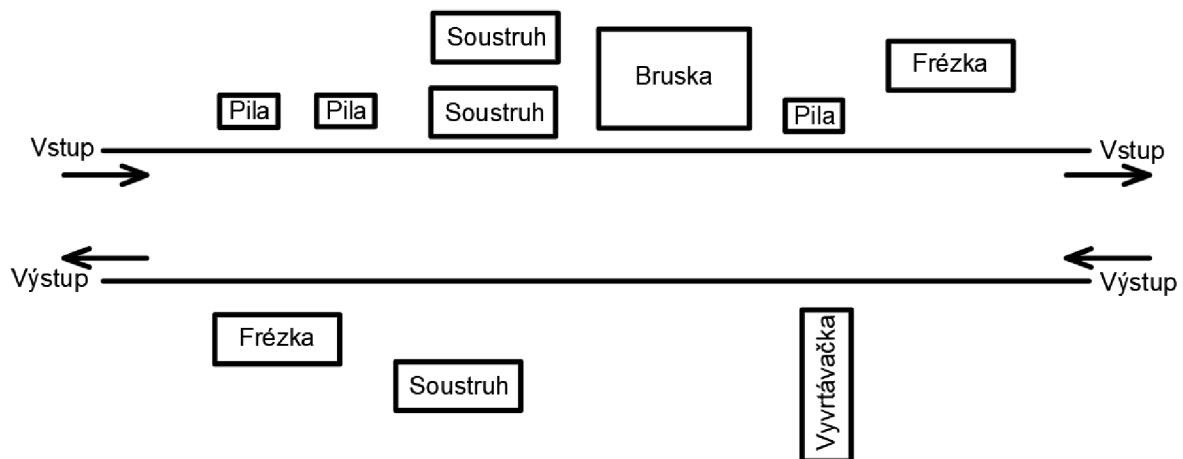 Soustruh
Bruska
Frézka
Pila
Pila
Soustruh
Pila
Vstup
Vstup
Výstup
Výstup
Frézka
Soustruh
Vyvrtávačka